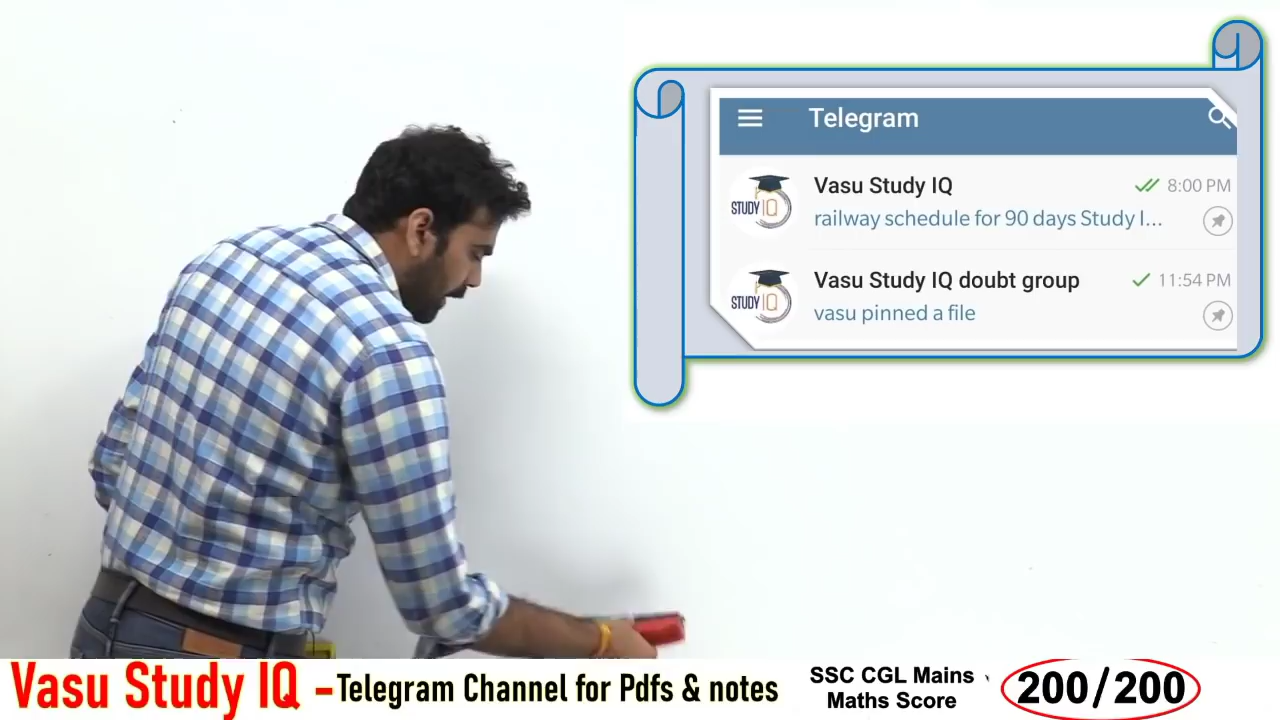 Telegram
Vasu Study IQ
8:00 PM
STUDY IQ
railway schedule for 90 days Study I...
Vasu Study IQ doubt group
11:54 PM
STUDY IQ
vasu pinned a file
Vasu Study IQ - Telegram Channel for Pdfs & notes
SSC CGL Mains
Maths Score
200/200